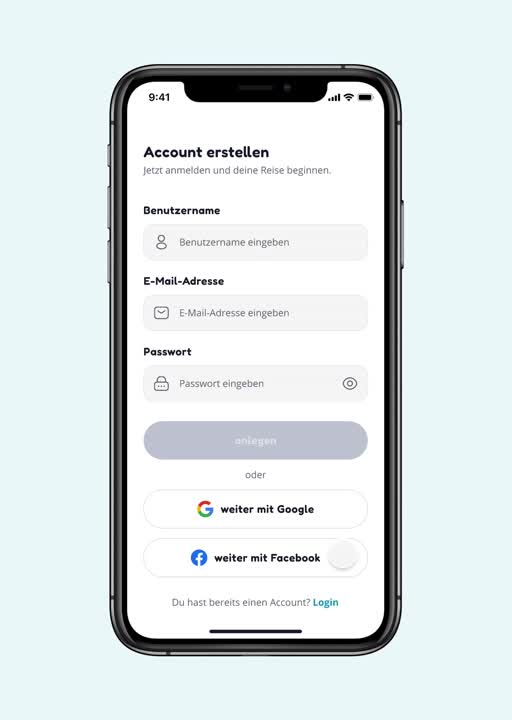 9:41
Account erstellen
Jetzt anmelden und deine Reise beginnen.
Benutzername
Benutzername eingeben
E-Mail-Adresse
E-Mail-Adresse eingeben
Passwort
Passwort eingeben
anlegen
oder
weiter mit Google
weiter mit Facebook
Du hast bereits einen Account? Login